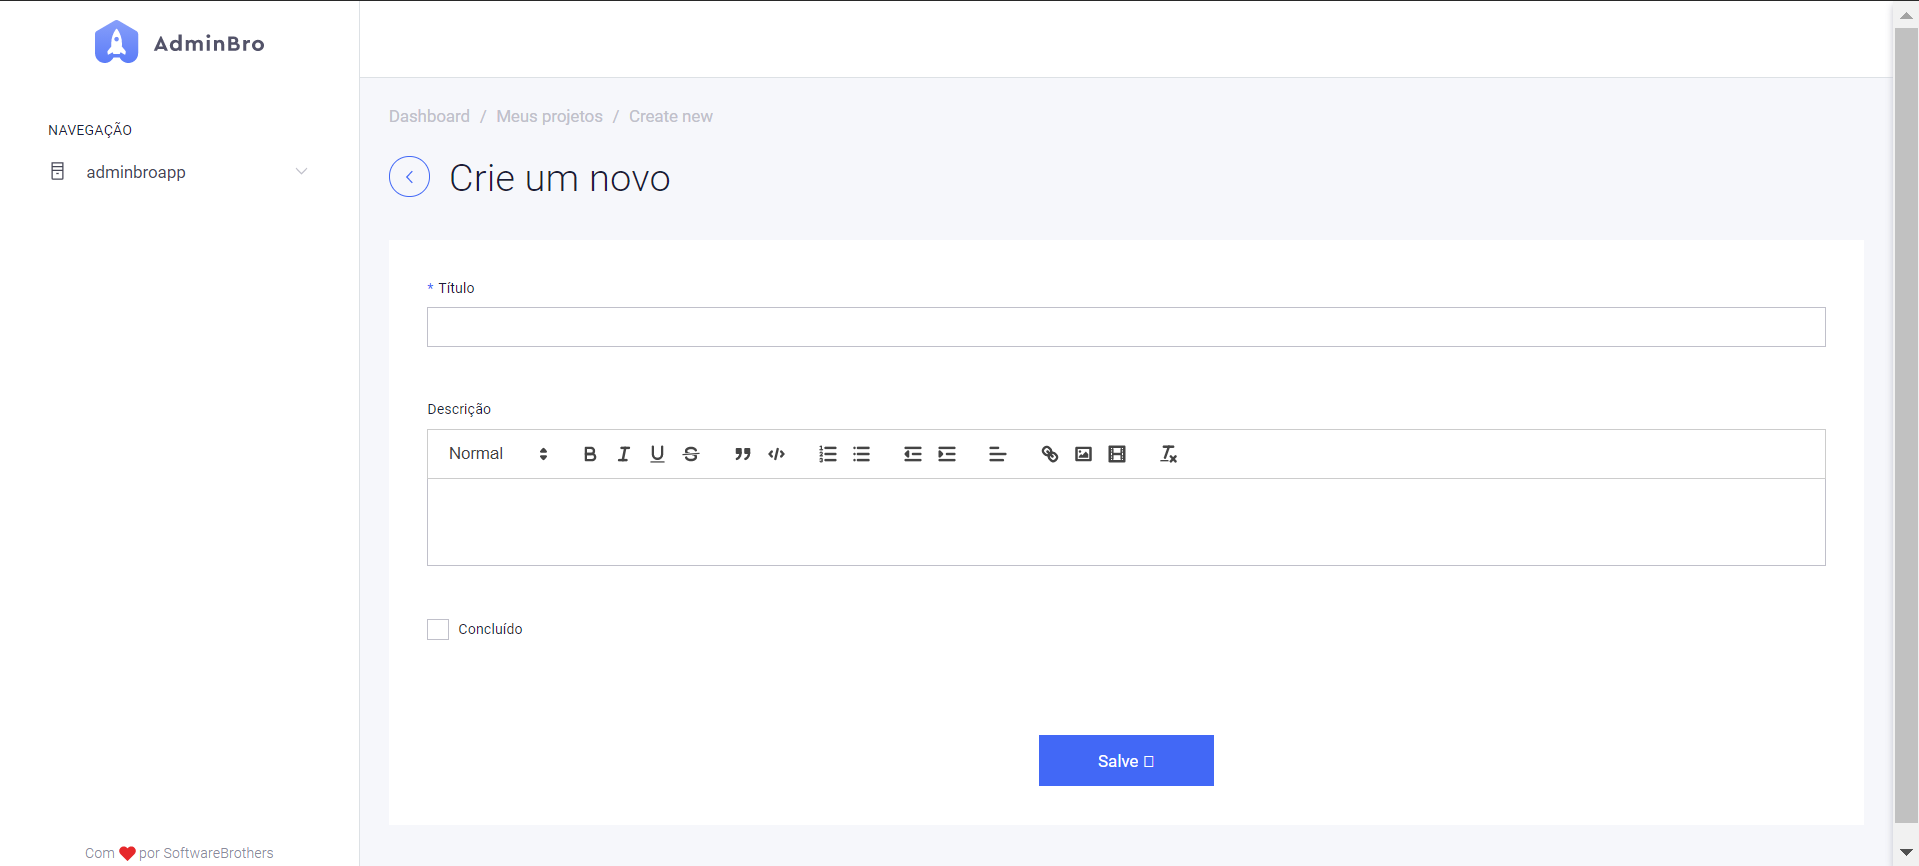 AdminBro
NAVEGAÇÃO
adminbroapp
Com ❤ por SoftwareBrothers
Dashboard / Meus projetos / Create new
Crie um novo
* Título
Descrição
Normal
Concluído
Salve